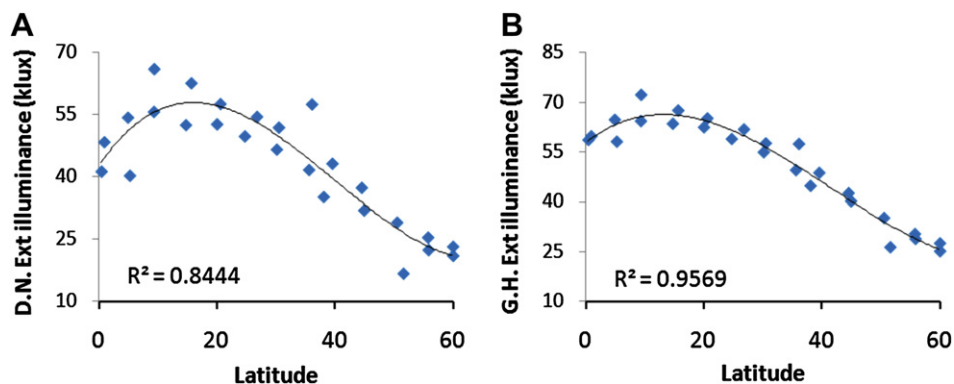 A
D.N. Ext illuminance (klux)
70
55
40
25
10
R² = 0.8444
0
20
40
60
Latitude
B
G.H. Ext illuminance (klux)
85
70
55
40
25
10
R² = 0.9569
0
20
40
60
Latitude